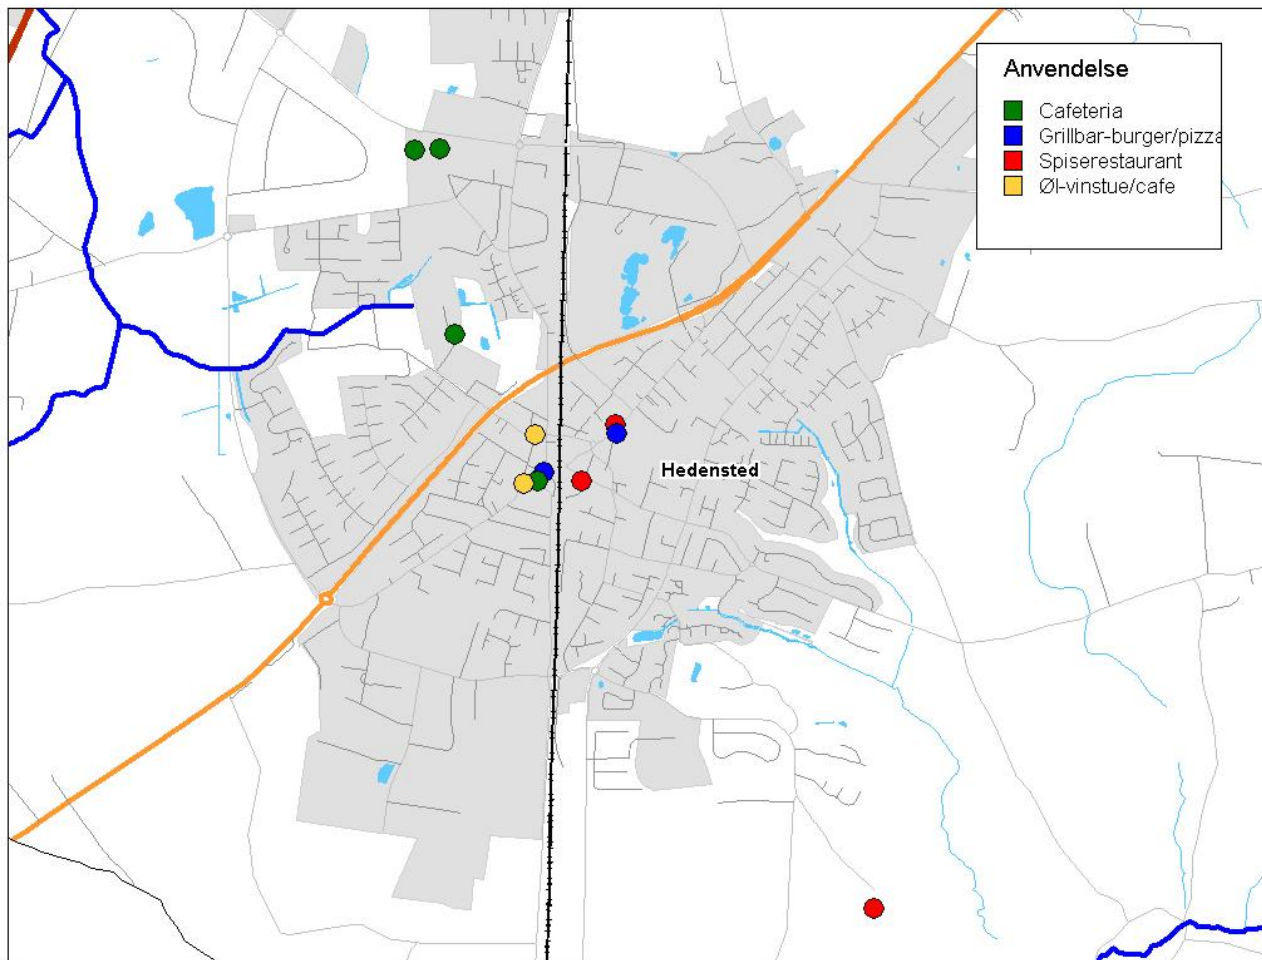 Anvendelse
Cafeteria
Grillbar-burger/pizza
Spiserestaurant
Øl-vinstue/cafe
Hedensted